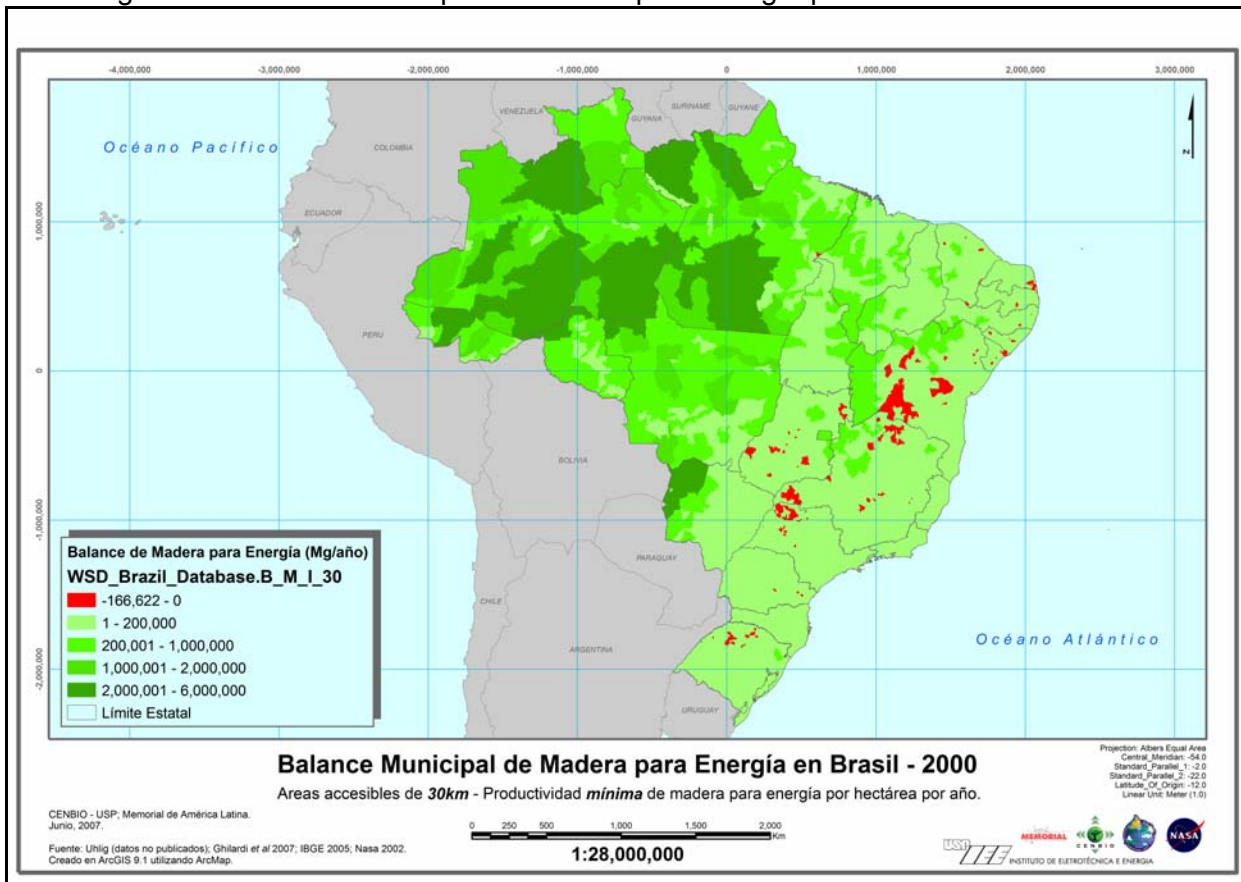 -4,000,000 -3,000,000 -2,000,000 -1,000,000 0 1,000,000 2,000,000 3,000,000
Océano Pacífico
VENEZUELA
GUYANA
SURINAME
GUYANE
COLOMBIA
N
1,000,000
ECUADOR
PERU
0
BOLIVIA
-1,000,000
PARAGUAY
CHILE
ARGENTINA
Océano Atlántico
-2,000,000
URUGUAY
Balance de Madera para Energía (Mg/año)
WSD_Brazil_Database.B_M_I_30
-166,622 - 0
1 - 200,000
200,001 - 1,000,000
1,000,001 - 2,000,000
2,000,001 - 6,000,000
Límite Estatal
Balance Municipal de Madera para Energía en Brasil - 2000
Areas accesibles de 30km - Productividad mínima de madera para energía por hectárea por año.
Projection: Albers Equal Area
Central_Meridian: -54.0
Standard_Parallel_1: -2.0
Standard_Parallel_2: -22.0
Latitude_Of_Origin: -12.0
Linear Unit: Meter (1.0)
CENBIO - USP; Memorial de América Latina.
Junio, 2007.
Fuente: Uhlig (datos no publicados); Ghilardi et al 2007; IBGE 2005; Nasa 2002.
Creado en ArcGIS 9.1 utilizando ArcMap.
0 250 500 1,000 1,500 2,000
Km
1:28,000,000
USP
IEE
INSTITUTO DE ELETROTÉCNICA E ENERGIA
MEMORIAL
CENBIO
NASA